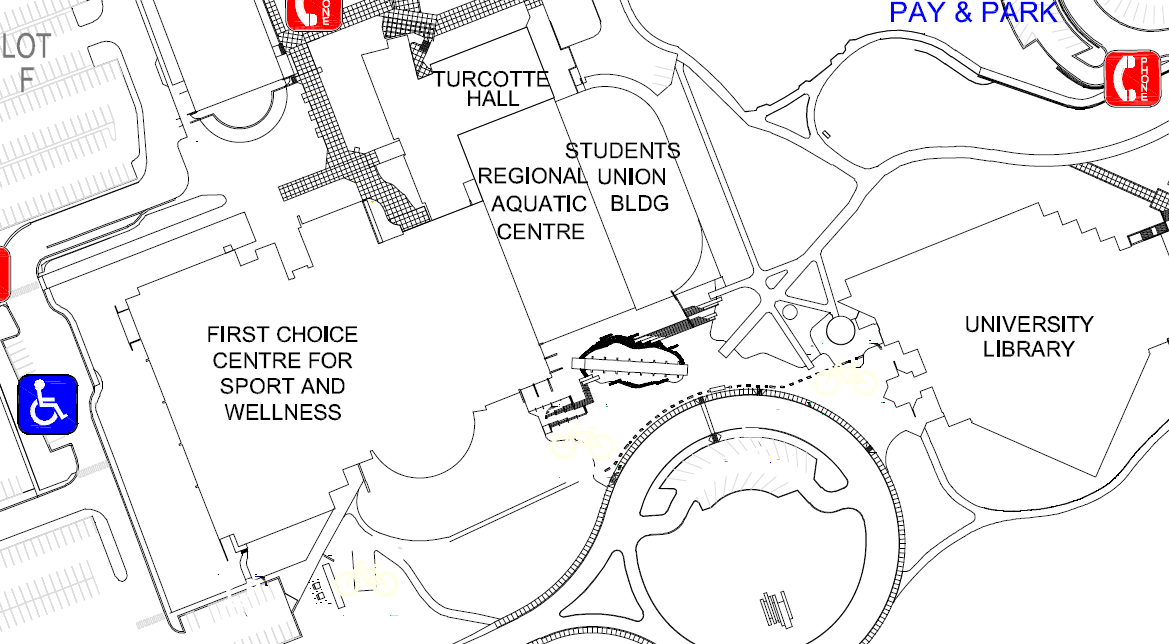 PAY & PARK
PHONE
LOT
F
TURCOTTE
HALL
PHONE
STUDENTS
UNION
BLDG
REGIONAL
AQUATIC
CENTRE
FIRST CHOICE
CENTRE FOR
SPORT AND
WELLNESS
UNIVERSITY
LIBRARY